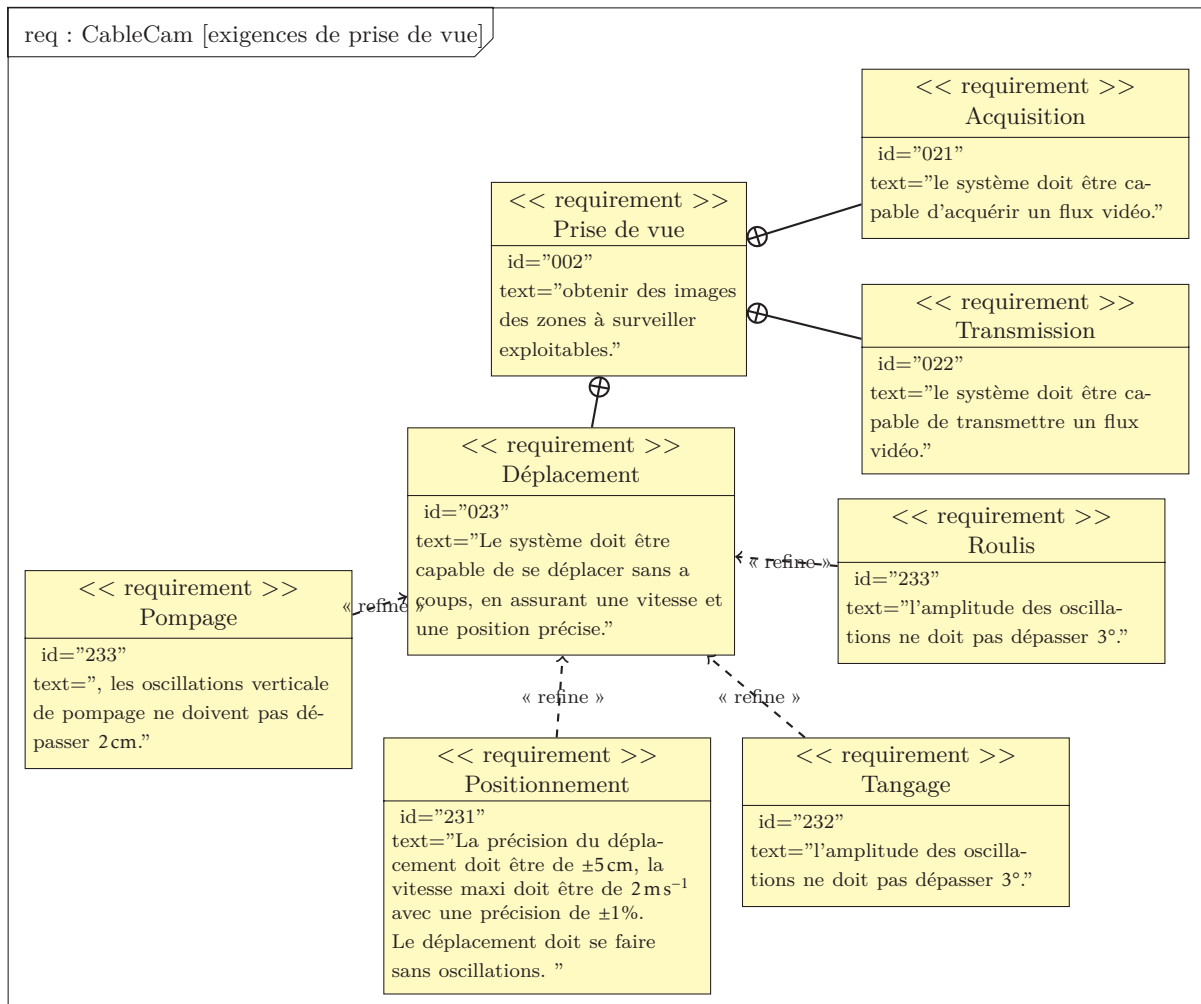 req : CableCam [exigences de prise de vue]
<< requirement >>
Acquisition
id="021"
text="le système doit être ca-
pable d'acquérir un flux vidéo."
<< requirement >>
Prise de vue
id="002"
text="obtenir des images
des zones à surveiller
exploitables."
<< requirement >>
Transmission
id="022"
text="le système doit être ca-
pable de transmettre un flux
vidéo."
<< requirement >>
Déplacement
id="023"
text="Le système doit être
capable de se déplacer sans a
coups, en assurant une vitesse et
une position précise."
<< requirement >>
Roulis
id="233"
text="l'amplitude des oscilla-
tions ne doit pas dépasser 3°."
« refine »
<< requirement >>
Pompage
id="233"
text=", les oscillations verticale
de pompage ne doivent pas dé-
passer 2 cm."
« refine »
« refine »
« refine »
<< requirement >>
Positionnement
id="231"
text="La précision du dépla-
cement doit être de ±5 cm, la
vitesse maxi doit être de 2 m s⁻¹
avec une précision de ±1%.
Le déplacement doit se faire
sans oscillations. "
<< requirement >>
Tangage
id="232"
text="l'amplitude des oscilla-
tions ne doit pas dépasser 3°."